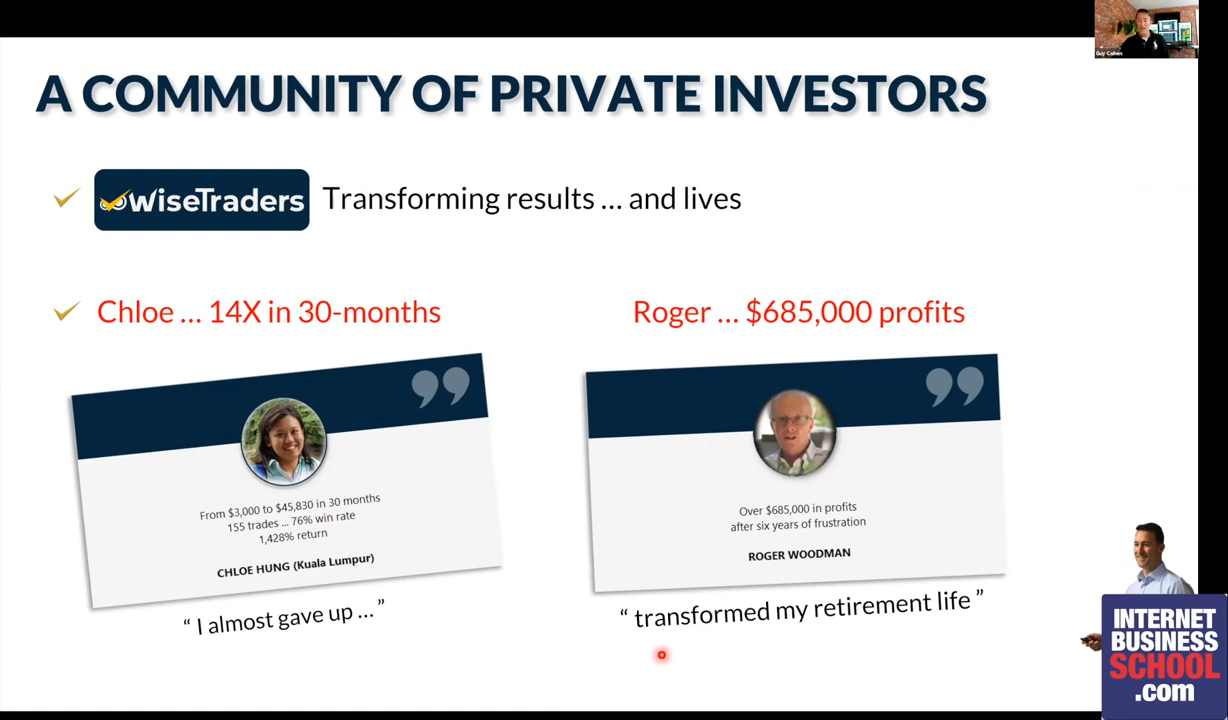 Guy Cohen
A COMMUNITY OF PRIVATE INVESTORS
WiseTraders Transforming results ... and lives
Chloe ... 14X in 30-months
Roger ... $685,000 profits
From $3,000 to $45,830 in 30 months
155 trades ... 76% win rate
1,428% return
CHLOE HUNG (Kuala Lumpur)
“ I almost gave up ... ”
Over $685,000 in profits
after six years of frustration
ROGER WOODMAN
“ transformed my retirement life ”
INTERNET
BUSINESS
SCHOOL
.com